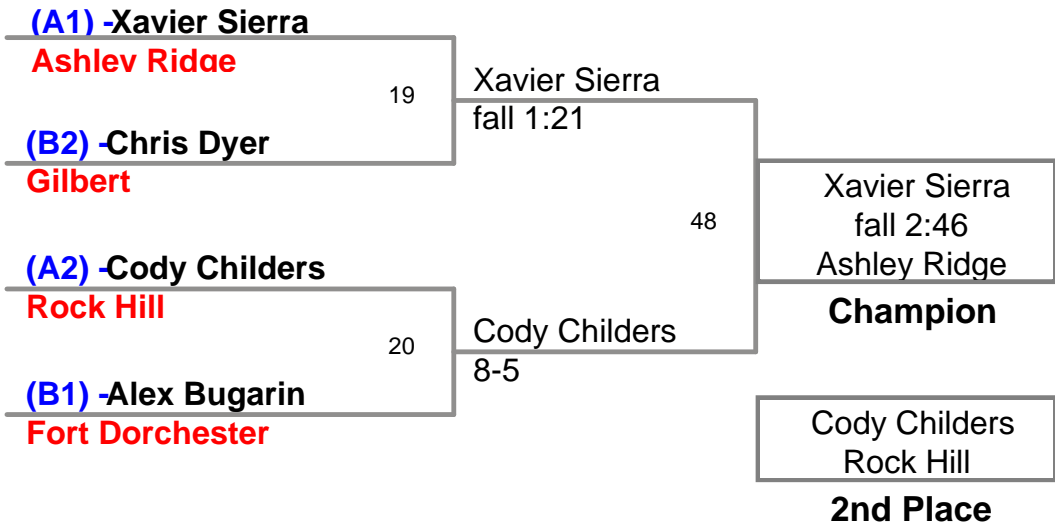 (A1) -Xavier Sierra
Ashley Ridge
19
Xavier Sierra
fall 1:21
(B2) -Chris Dyer
Gilbert
48
Xavier Sierra
fall 2:46
Ashley Ridge
Champion
(A2) -Cody Childers
Rock Hill
20
Cody Childers
8-5
(B1) -Alex Bugarin
Fort Dorchester
Cody Childers
Rock Hill
2nd Place